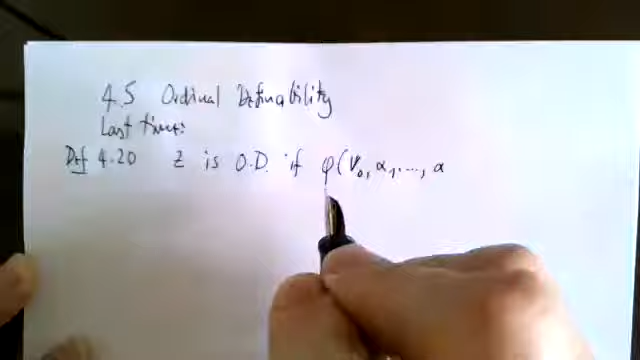 4.5 Ordinal Definability
Last time:
Def 4.20 z is O.D. if φ(v₀, α₁, ..., α